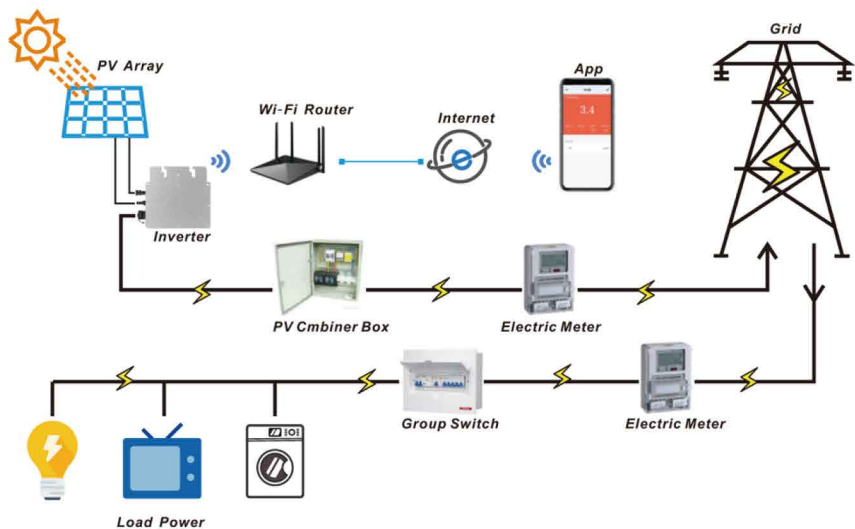 Grid
PV Array
App
Wi-Fi Router
Internet
3.4
Inverter
PV Cmbiner Box
Electric Meter
Group Switch
Electric Meter
Load Power